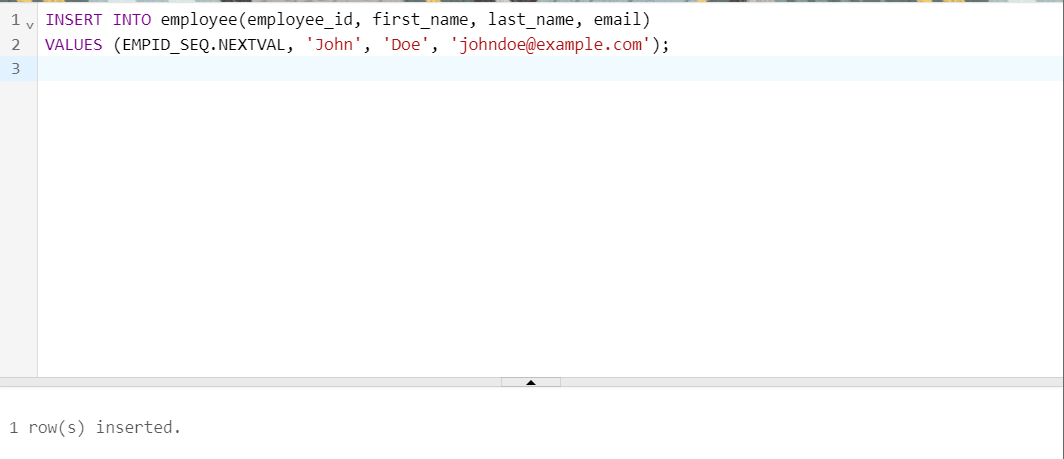 1 INSERT INTO employee(employee_id, first_name, last_name, email)
2 VALUES (EMPID_SEQ.NEXTVAL, 'John', 'Doe', 'johndoe@example.com');
3
1 row(s) inserted.